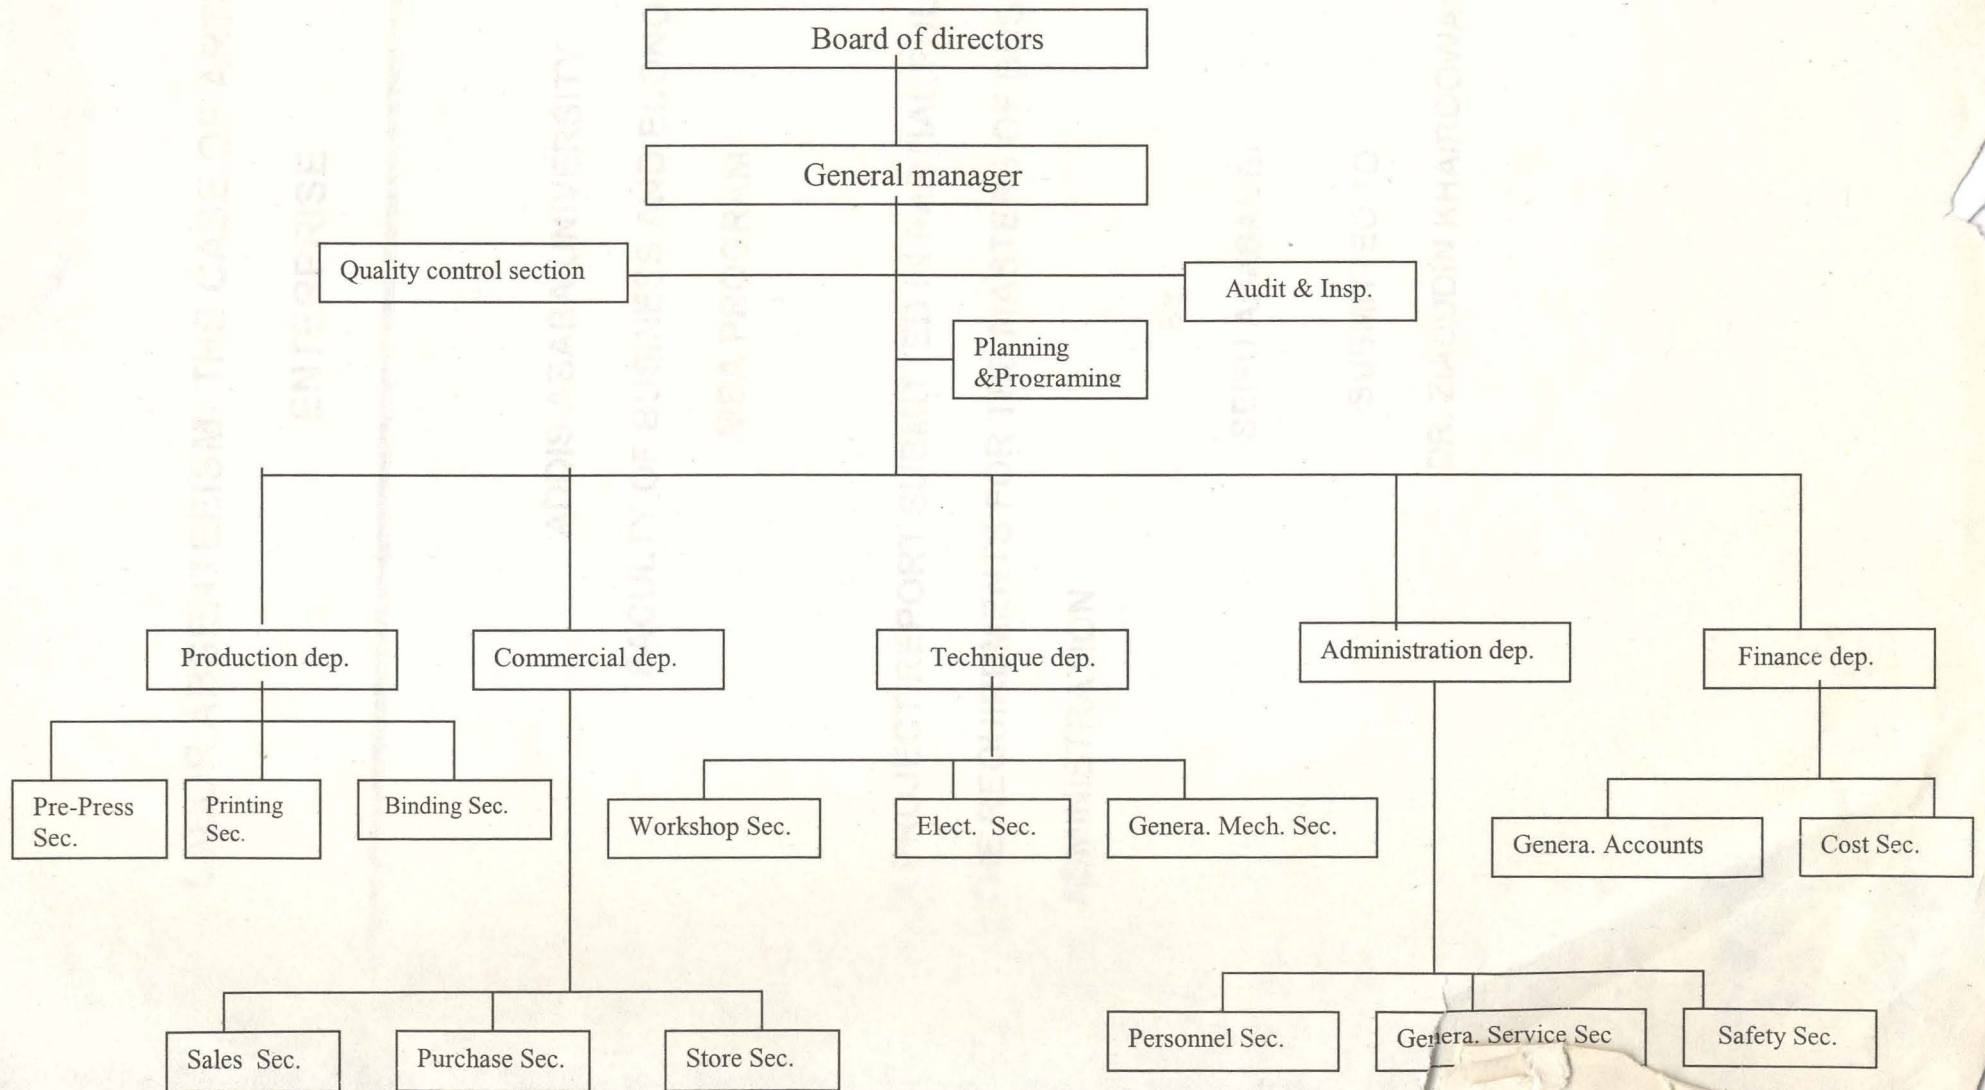 Board of directors
General manager
Quality control section
Audit & Insp.
Planning
&Programing
Production dep.
Commercial dep.
Technique dep.
Administration dep.
Finance dep.
Pre-Press
Sec.
Printing
Sec.
Binding Sec.
Workshop Sec.
Elect. Sec.
Genera. Mech. Sec.
Genera. Accounts
Cost Sec.
Sales Sec.
Purchase Sec.
Store Sec.
Personnel Sec.
Genera. Service Sec
Safety Sec.